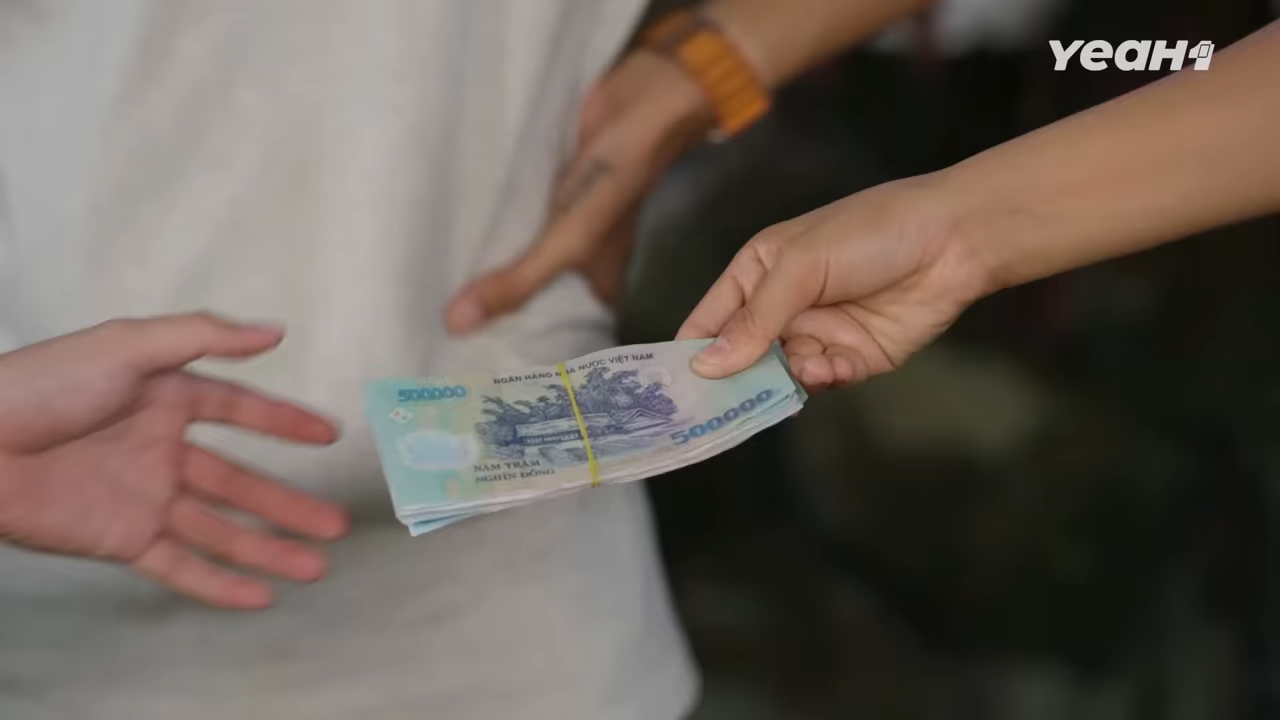 YEAH1
NGÂN HÀNG NHÀ NƯỚC VIỆT NAM
500000
500000
NĂM TRĂM
NGHÌN ĐỒNG